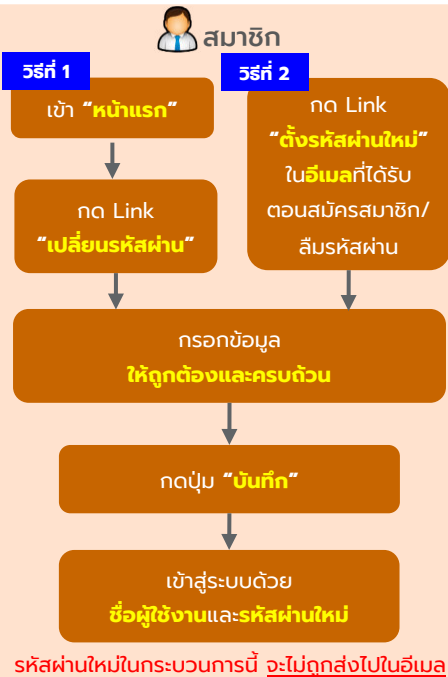 สมาชิก
วิธีที่ 1
เข้า “หน้าแรก”
กด Link
“เปลี่ยนรหัสผ่าน”
วิธีที่ 2
กด Link
“ตั้งรหัสผ่านใหม่”
ในอีเมลที่ได้รับ
ตอนสมัครสมาชิก/
ลืมรหัสผ่าน
กรอกข้อมูล
ให้ถูกต้องและครบถ้วน
กดปุ่ม “บันทึก”
เข้าสู่ระบบด้วย
ชื่อผู้ใช้งานและรหัสผ่านใหม่
รหัสผ่านใหม่ในกระบวนการนี้ จะไม่ถูกส่งไปในอีเมล